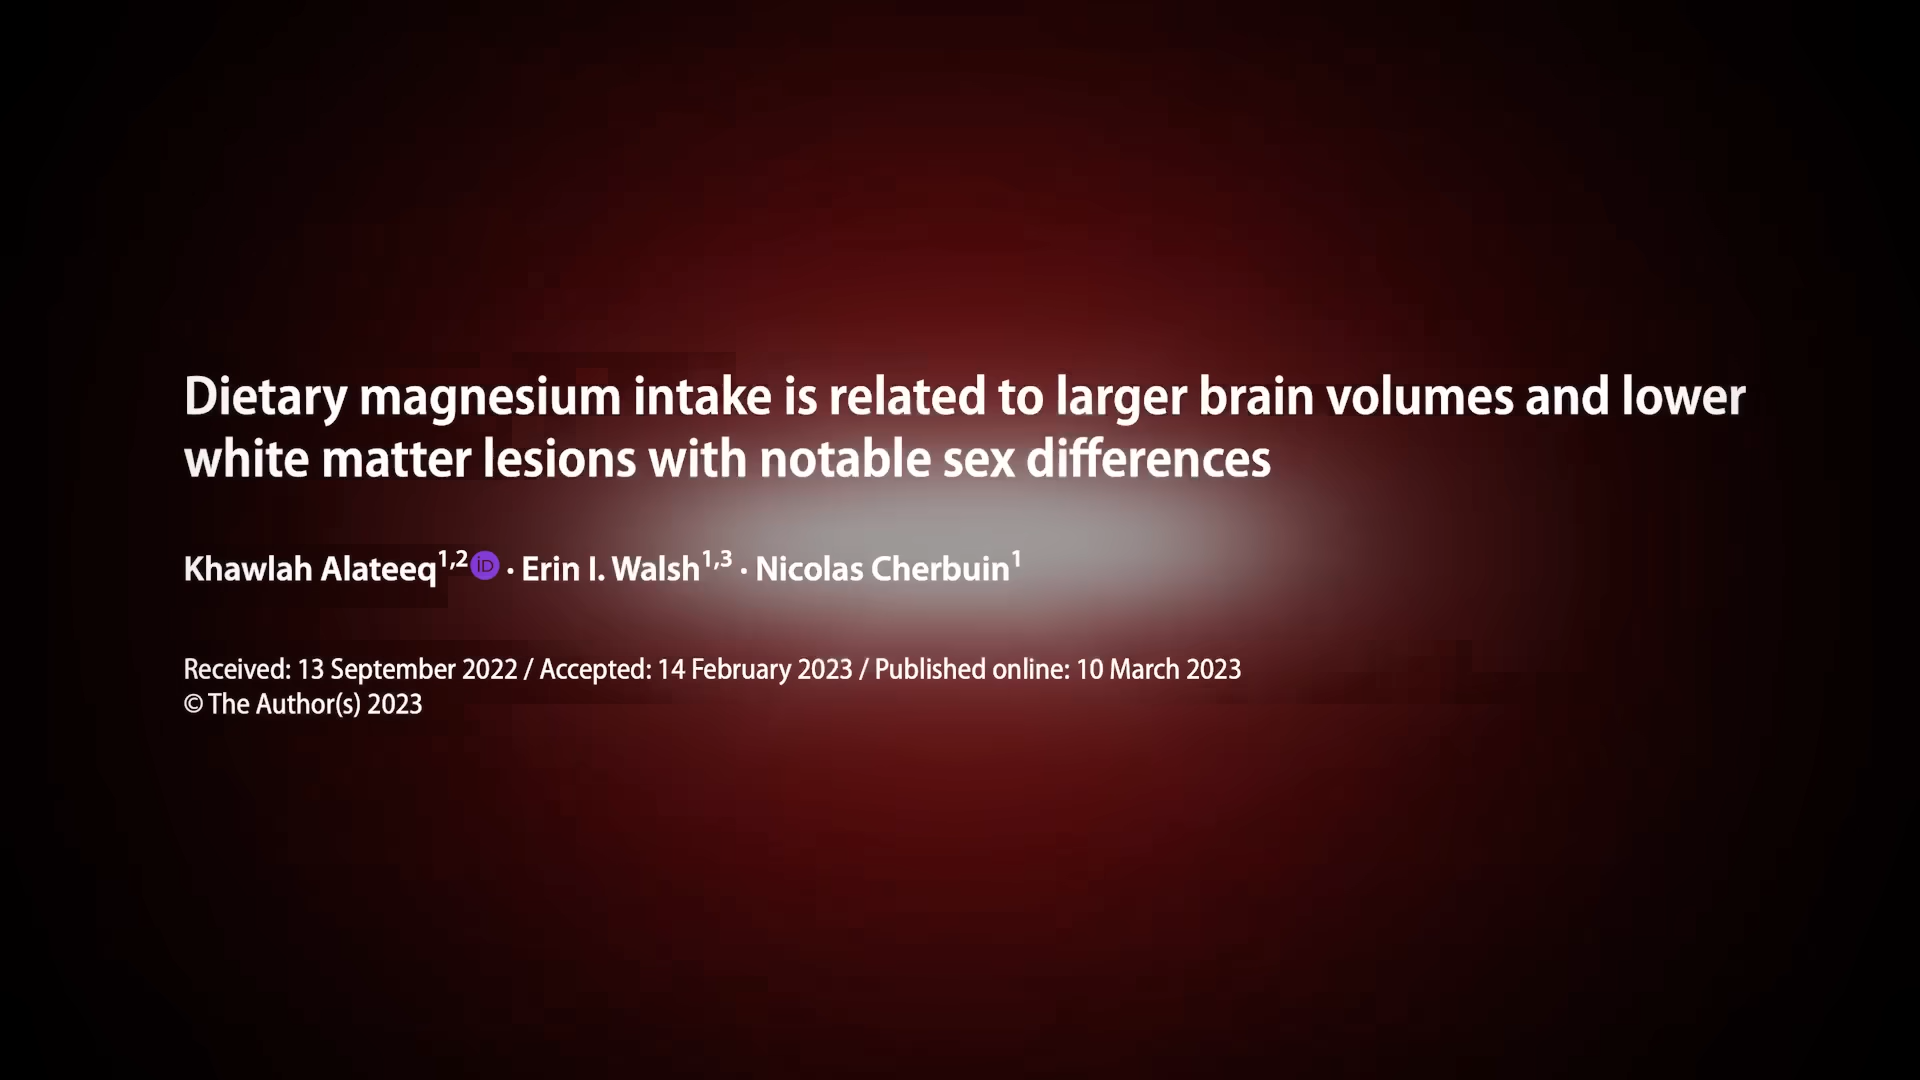 Dietary magnesium intake is related to larger brain volumes and lower
white matter lesions with notable sex differences
Khawlah Alateeq1,2 iD · Erin I. Walsh1,3 · Nicolas Cherbuin1
Received: 13 September 2022 / Accepted: 14 February 2023 / Published online: 10 March 2023
© The Author(s) 2023